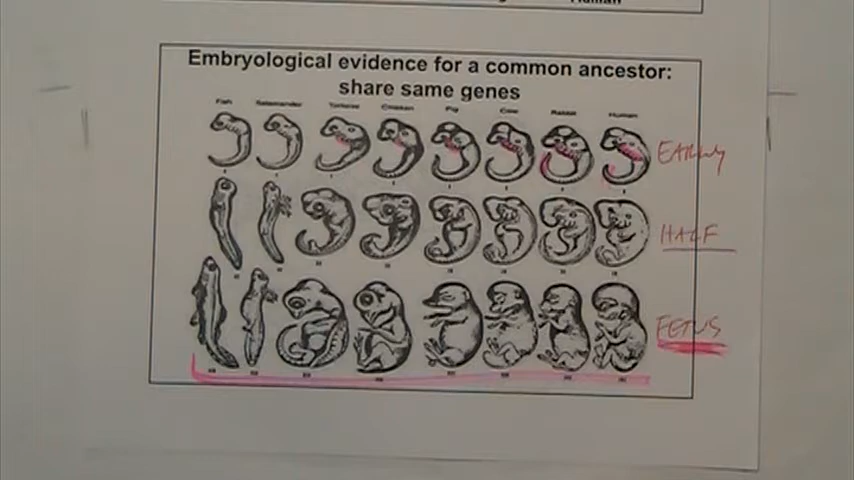 Human
Embryological evidence for a common ancestor:
share same genes
Fish Salamander Tortoise Chicken Pig Cow Rabbit Human
EARLY
HALF
FETUS